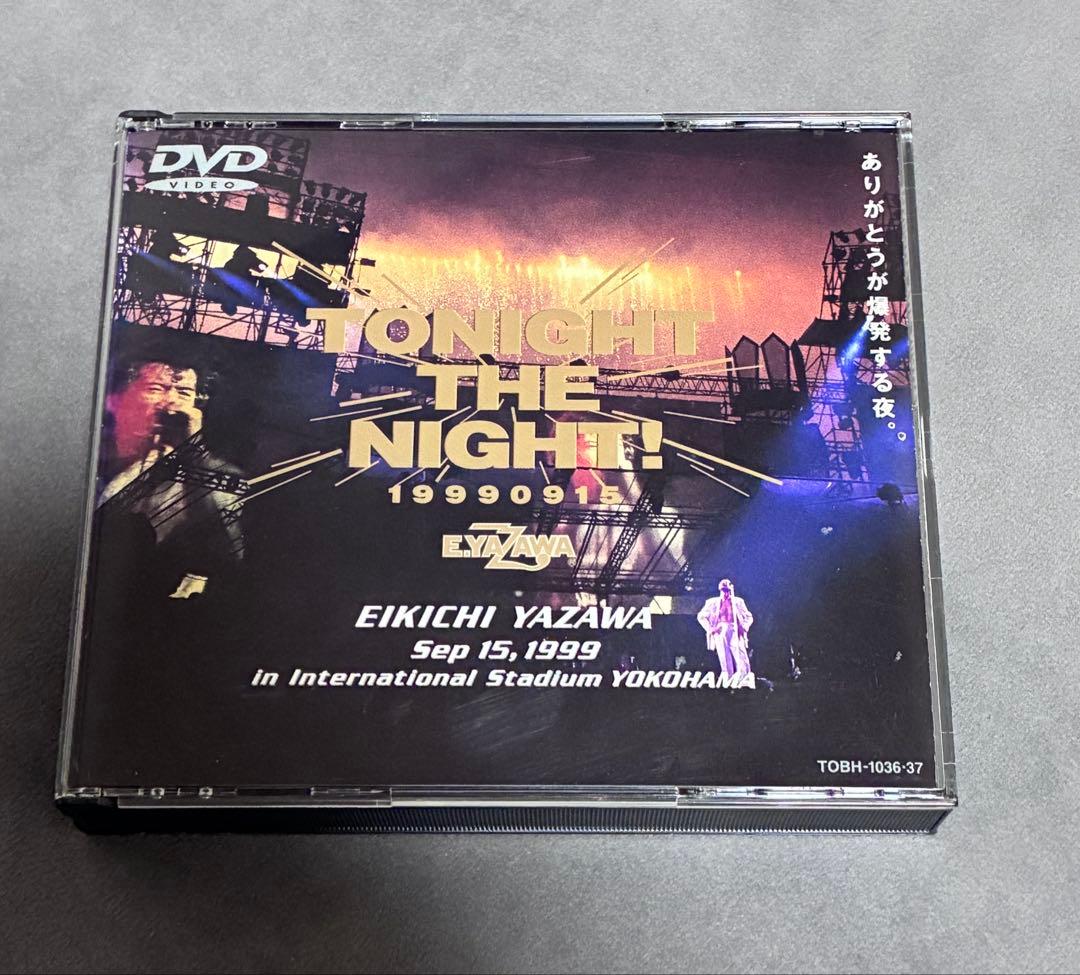 DVD
VIDEO
ありがとうが爆発する夜。
TONIGHT
THE
NIGHT!
19990915
E.YAZAWA
EIKICHI YAZAWA
Sep 15, 1999
in International Stadium YOKOHAMA
TOBH-1036·37